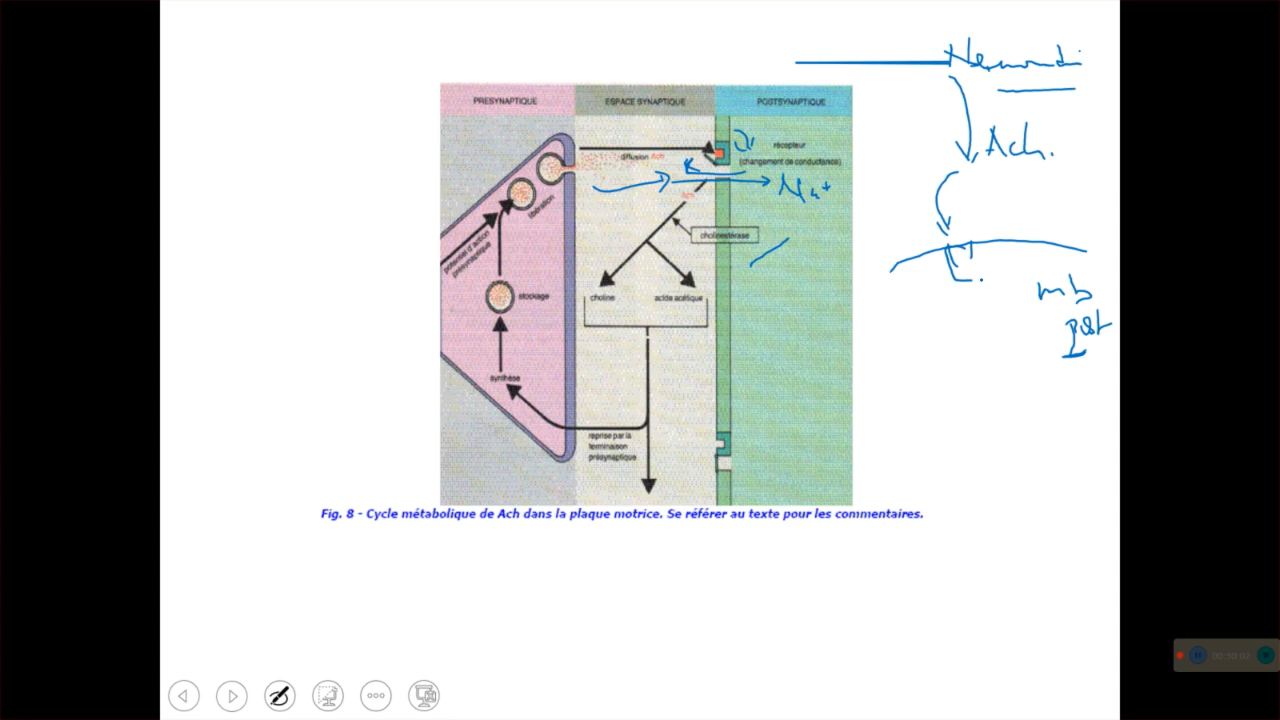 PRESYNAPTIQUE
ESPACE SYNAPTIQUE
POSTSYNAPTIQUE
diffusion Ach
récepteur
(changement de conductance)
K
Na+
Ach
libération
potentiel d'action
présynaptique
cholinestérase
stockage
choline
acide acétique
synthèse
reprise par la
terminaison
présynaptique
Fig. 8 - Cycle métabolique de Ach dans la plaque motrice. Se référer au texte pour les commentaires.
Ach.
mb
post